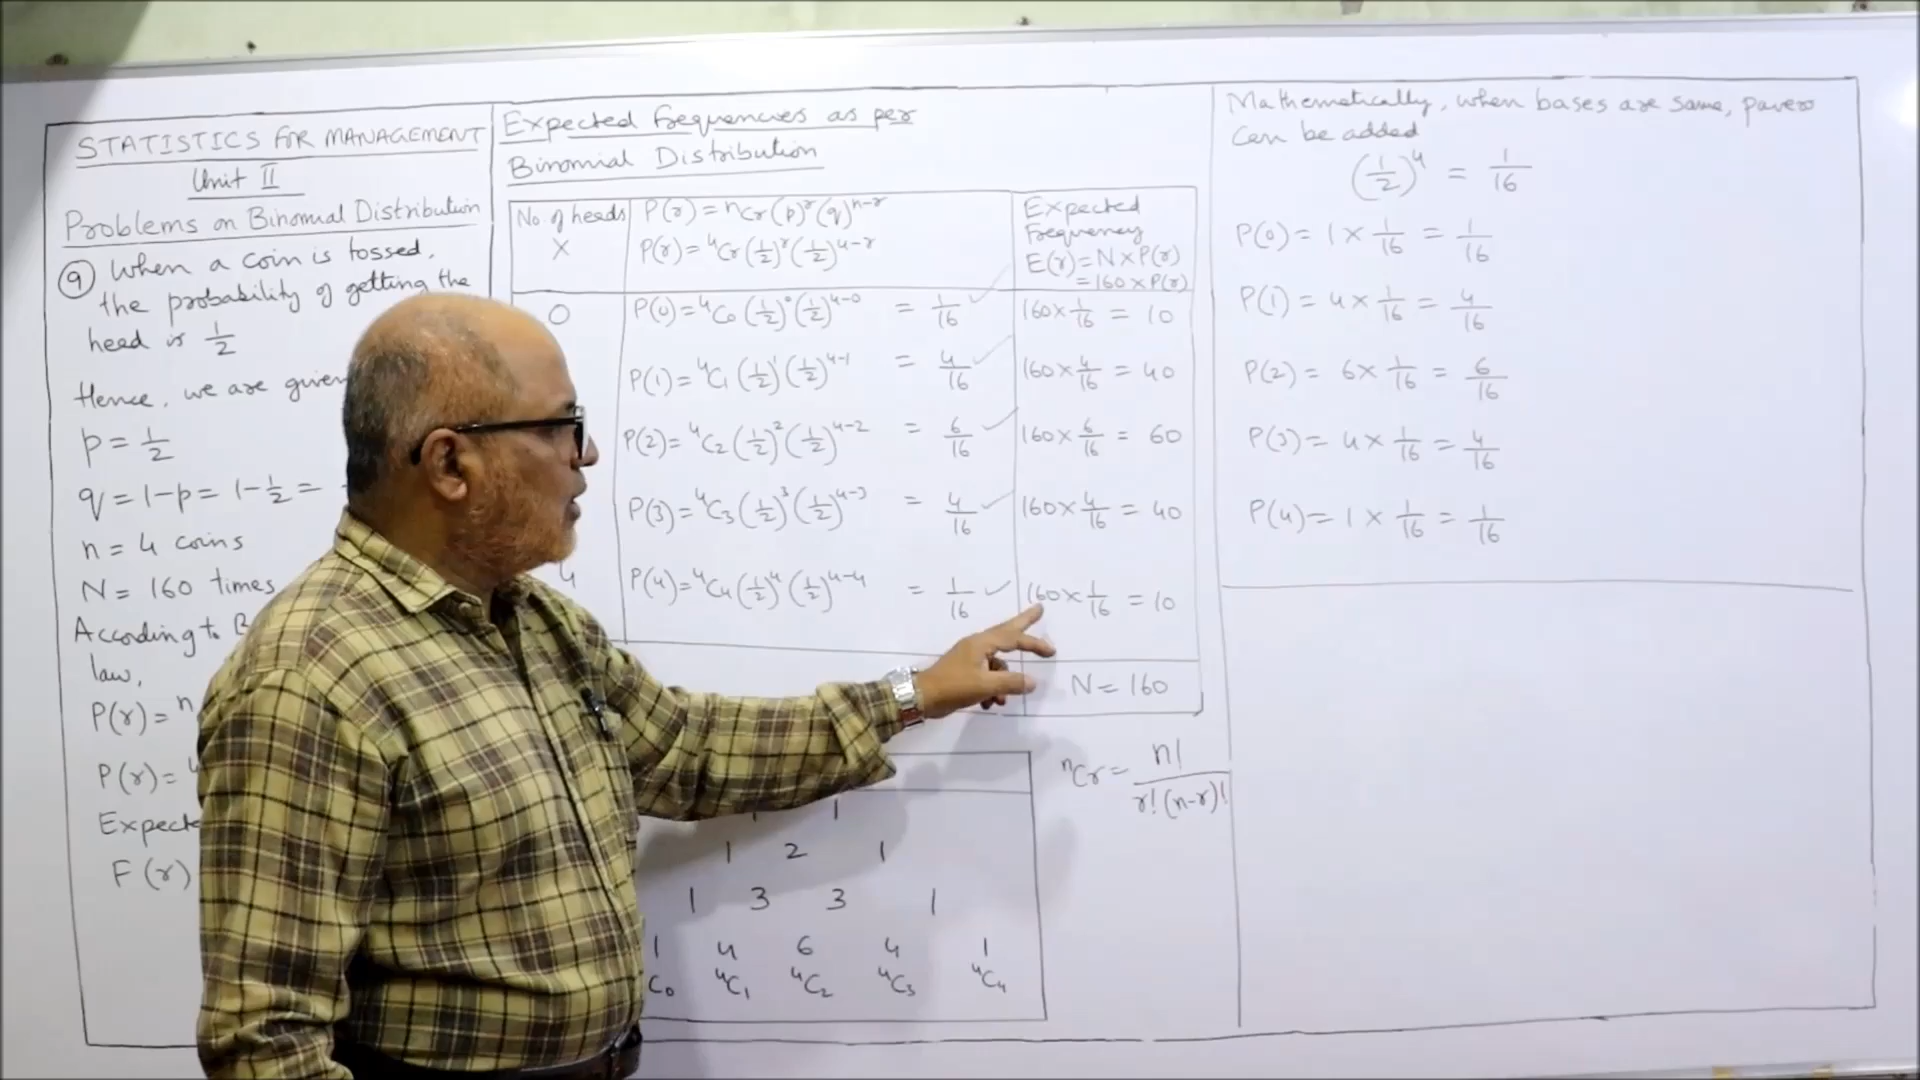 STATISTICS FOR MANAGEMENT
Unit II
Problems on Binomial Distribution
9 When a coin is tossed,
the probability of getting the
head is 1/2
Hence, we are given
p = 1/2
q = 1-p = 1-1/2 =
n = 4 coins
N = 160 times
According to
law,
P(r) = n
P(r) = 4
F(r)
Expected frequencies as per
Binomial Distribution
No. of heads X
P(r) = nCr (p)^r (q)^n-r
P(r) = 4Cr (1/2)^r (1/2)^4-r
Expected
Frequency
E(r) = N×P(r)
= 160×P(r)
0 P(0) = 4C0 (1/2)^0 (1/2)^4-0 = 1/16 ✓ 160×1/16 = 10
P(1) = 4C1 (1/2)^1 (1/2)^4-1 = 4/16 ✓ 160×4/16 = 40
P(2) = 4C2 (1/2)^2 (1/2)^4-2 = 6/16 ✓ 160×6/16 = 60
P(3) = 4C3 (1/2)^3 (1/2)^4-3 = 4/16 ✓ 160×4/16 = 40
4 P(4) = 4C4 (1/2)^4 (1/2)^4-4 = 1/16 ✓ 160×1/16 = 10
N = 160
1 1
1 2 1
1 3 3 1
1 4 6 4 1
C0 4C1 4C2 4C3 4C4
nCr = n!/r!(n-r)!
Mathematically, when bases are same, powers
can be added
(1/2)^4 = 1/16
P(0) = 1 × 1/16 = 1/16
P(1) = 4 × 1/16 = 4/16
P(2) = 6 × 1/16 = 6/16
P(3) = 4 × 1/16 = 4/16
P(4) = 1 × 1/16 = 1/16